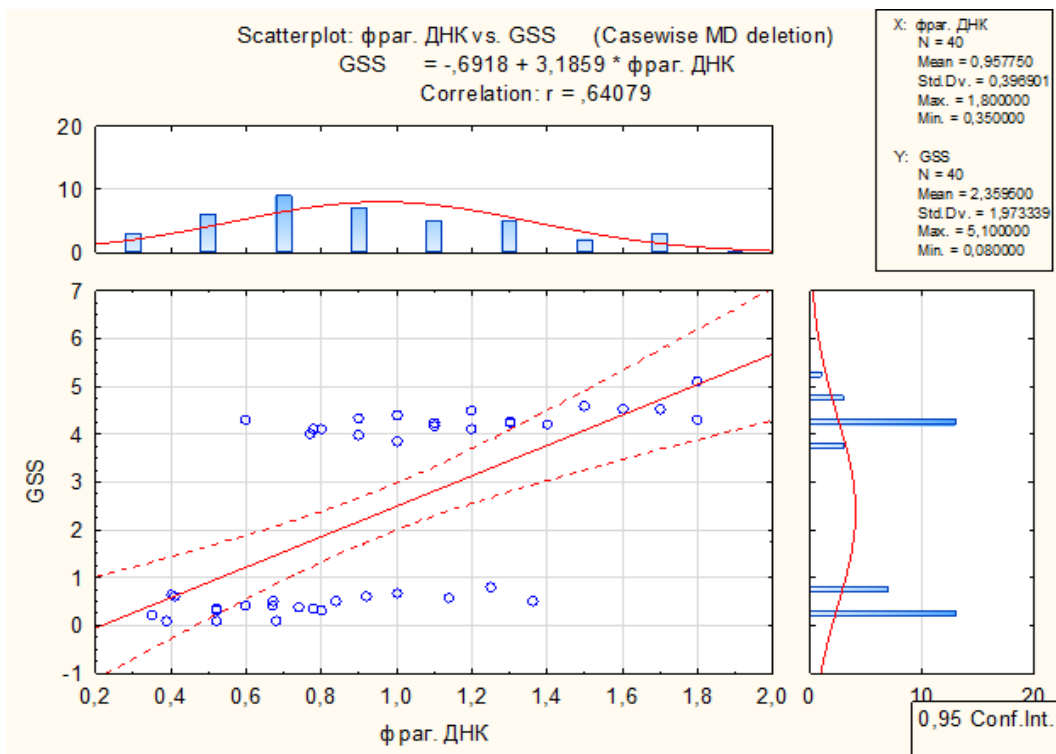 Scatterplot: фраг. ДНК vs. GSS (Casewise MD deletion)
GSS = -,6918 + 3,1859 * фраг. ДНК
Correlation: r = ,64079
X: фраг. ДНК
N = 40
Mean = 0,957750
Std.Dv. = 0,396901
Max. = 1,800000
Min. = 0,350000
Y: GSS
N = 40
Mean = 2,359500
Std.Dv. = 1,973339
Max. = 5,100000
Min. = 0,080000
20
10
0
7
6
5
4
3
2
1
0
-1
GSS
0,2 0,4 0,6 0,8 1,0 1,2 1,4 1,6 1,8 2,0
фраг. ДНК
0 10 20
0,95 Conf.Int.